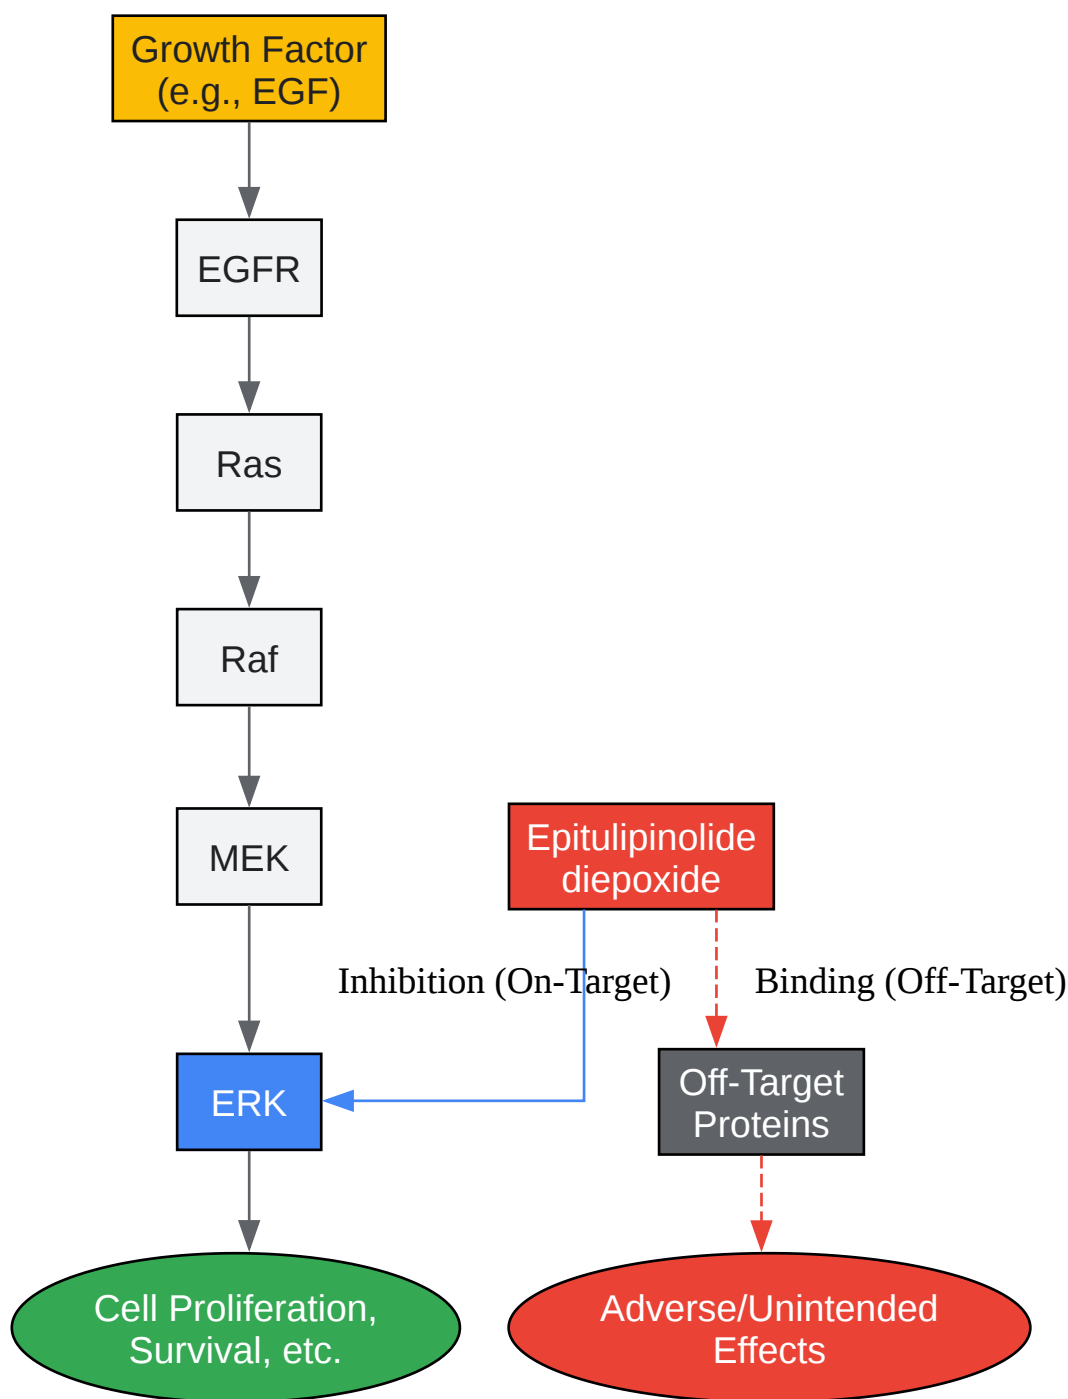 Growth Factor
(e.g., EGF)
EGFR
Ras
Raf
MEK
Epitulipinolide
diepoxide
Inhibition (On-Target)
Binding (Off-Target)
ERK
Off-Target
Proteins
Cell Proliferation,
Survival, etc.
Adverse/Unintended
Effects